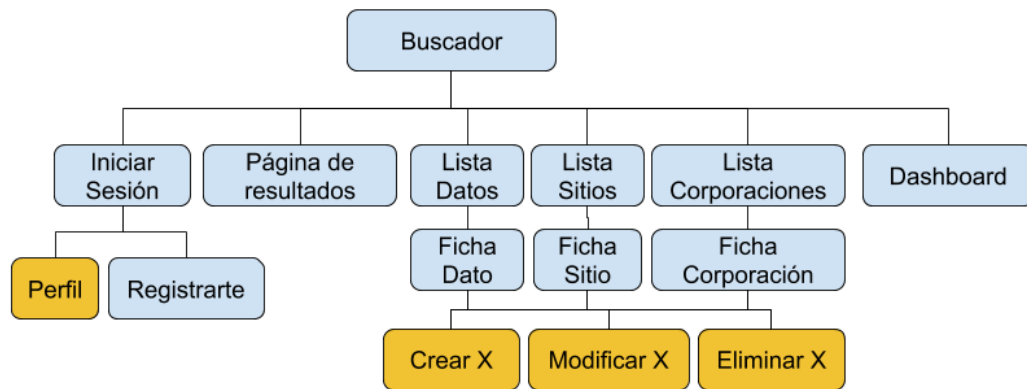 Buscador
Iniciar
Sesión
Página de
resultados
Lista
Datos
Lista
Sitios
Lista
Corporaciones
Dashboard
Perfil
Registrarte
Ficha
Dato
Ficha
Sitio
Ficha
Corporación
Crear X
Modificar X
Eliminar X